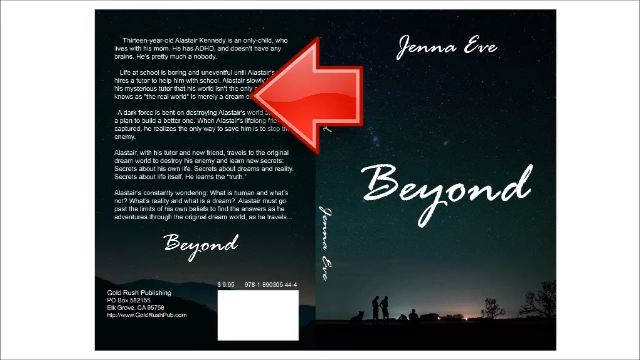 Thirteen-year-old Alastair Kennedy is an only-child, who
lives with his mom. He has ADHD, and doesn't have any
brains. He's pretty much a nobody.
Life at school is boring and uneventful until Alastair's
hires a tutor to help him with school. Alastair slowly
his mysterious tutor that his world isn't the only
knows as "the real world" is merely a dream
A dark force is bent on destroying Alastair's world
a plan to build a better one. When Alastair's lifelong
captured, he realizes the only way to save him is to stop the
enemy.
Alastair, with his tutor and new friend, travels to the original
dream world to destroy his enemy and learn new secrets:
Secrets about his own life. Secrets about dreams and reality.
Secrets about life itself. He learns the "truth."
Alastair's constantly wondering: What is human and what's
not? What's reality and what is a dream? Alastair must go
past the limits of his own beliefs to find the answers as he
adventures through the original dream world, as he travels...
Beyond
Gold Rush Publishing
PO Box 582155
Elk Grove, CA 95758
http://www.GoldRushPub.com
$ 9.95 978-1-890305-44-4
Jenna Eve
Jenna Eve
Beyond